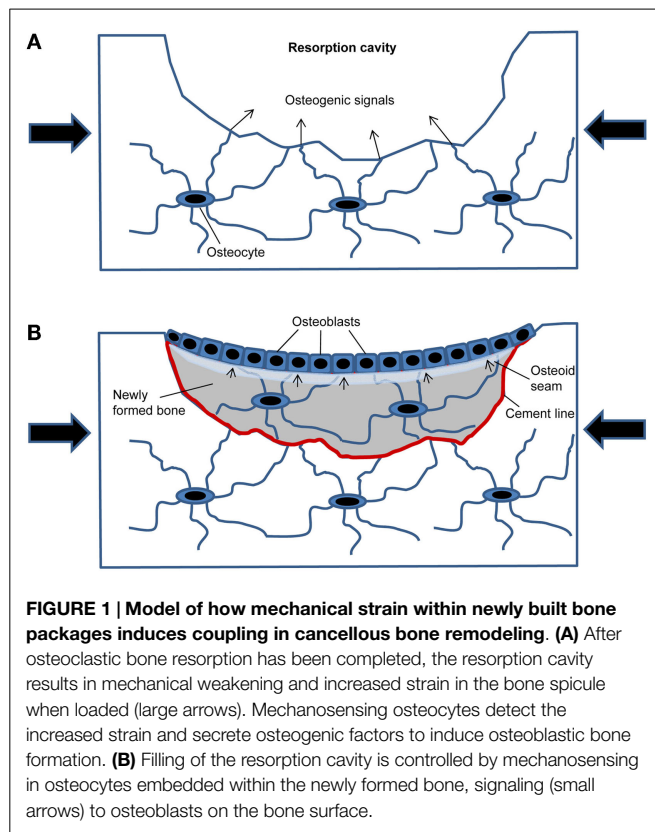 A
Resorption cavity
Osteogenic signals
Osteocyte
B
Osteoblasts
Newly
formed bone
Osteoid
seam
Cement line
FIGURE 1 | Model of how mechanical strain within newly built bone
packages induces coupling in cancellous bone remodeling. (A) After
osteoclastic bone resorption has been completed, the resorption cavity
results in mechanical weakening and increased strain in the bone spicule
when loaded (large arrows). Mechanosensing osteocytes detect the
increased strain and secrete osteogenic factors to induce osteoblastic bone
formation. (B) Filling of the resorption cavity is controlled by mechanosensing
in osteocytes embedded within the newly formed bone, signaling (small
arrows) to osteoblasts on the bone surface.